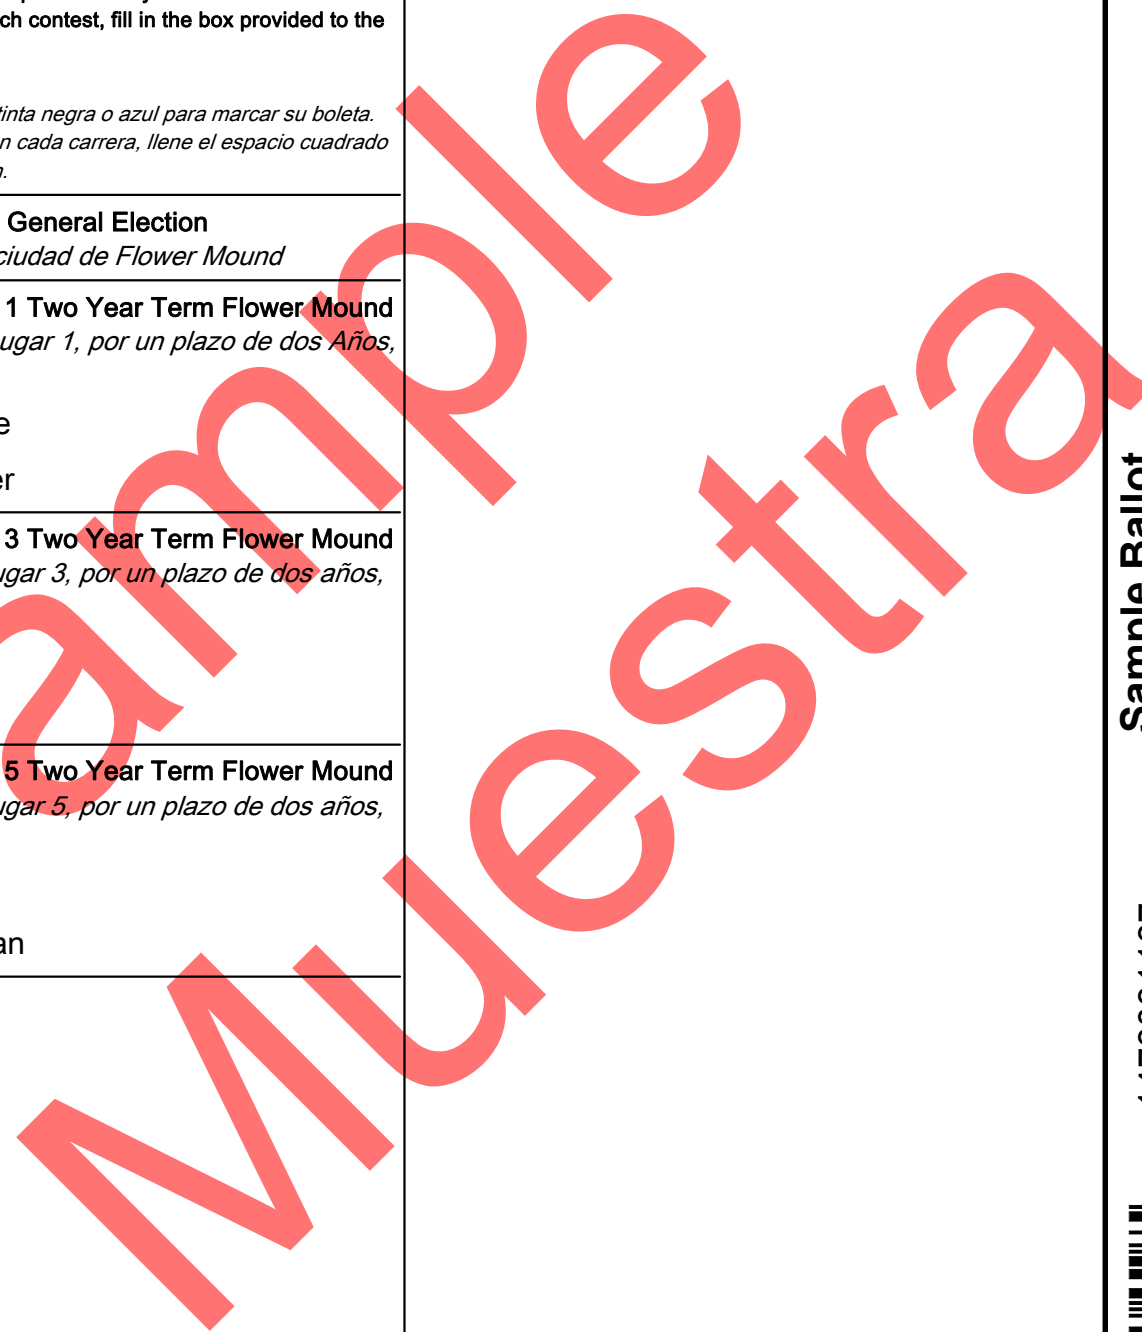 ch contest, fill in the box provided to the
tinta negra o azul para marcar su boleta.
n cada carrera, llene el espacio cuadrado
General Election
ciudad de Flower Mound
1 Two Year Term Flower Mound
ugar 1, por un plazo de dos Años,
e
er
3 Two Year Term Flower Mound
ugar 3, por un plazo de dos años,
5 Two Year Term Flower Mound
ugar 5, por un plazo de dos años,
an
ample
Muestra
Sample Ballot